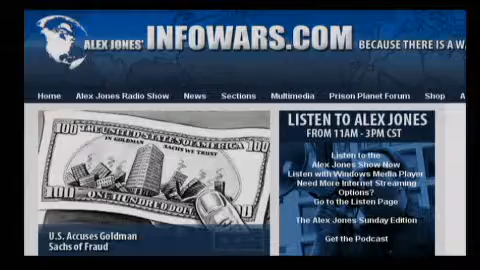 ALEX JONES' INFOWARS.COM BECAUSE THERE IS A WA
Home Alex Jones Radio Show News Sections Multimedia Prison Planet Forum Shop A
100 THE UNITED STATES OF AMERICA 100
IN GOLDMAN
SACHS WE TRUST
100 ONE HUNDRED DOLL
U.S. Accuses Goldman
Sachs of Fraud
LISTEN TO ALEX JONES
FROM 11AM - 3PM CST
Listen to the
Alex Jones Show Now
Listen with Windows Media Player
Need More Internet Streaming
Options?
Go to the Listen Page
The Alex Jones Sunday Edition
Get the Podcast